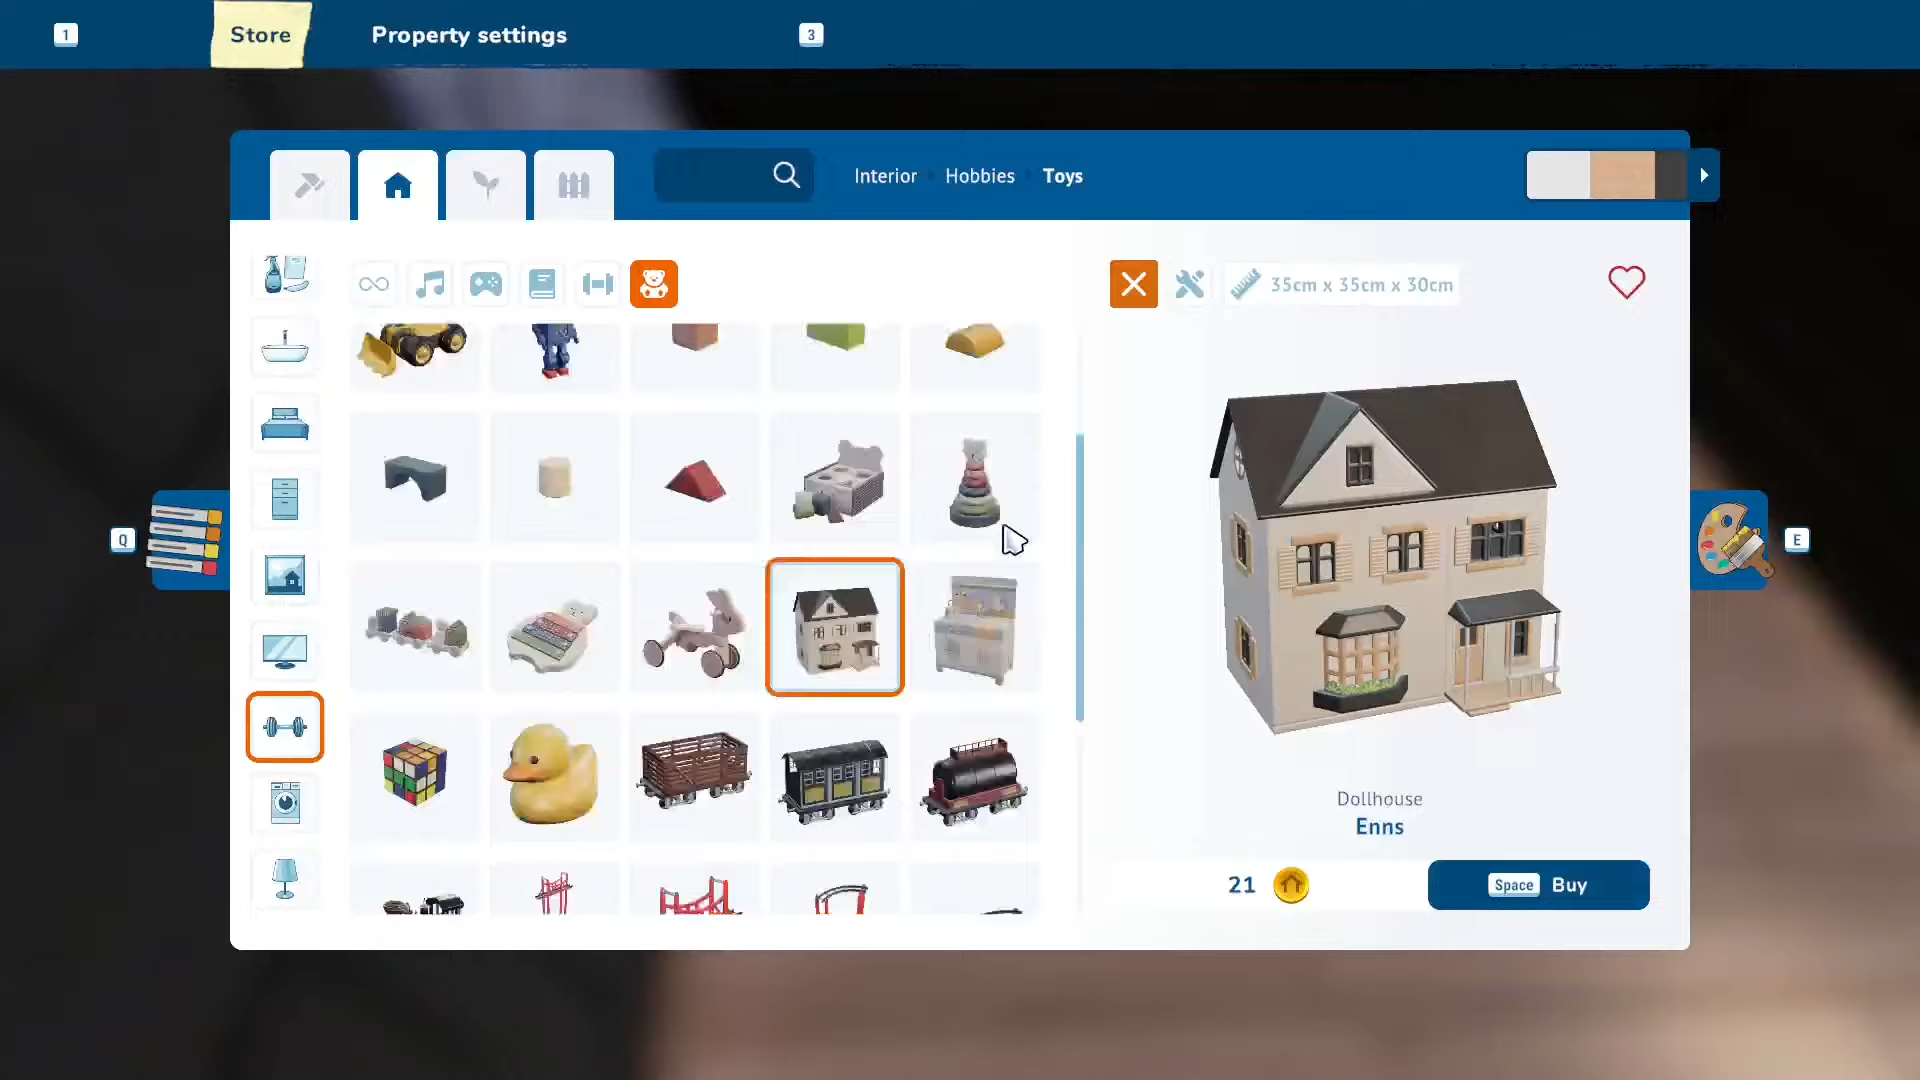 1
Store
Property settings
3
Interior
Hobbies
Toys
35cm x 35cm x 30cm
Q
E
Dollhouse
Enns
21
Space Buy